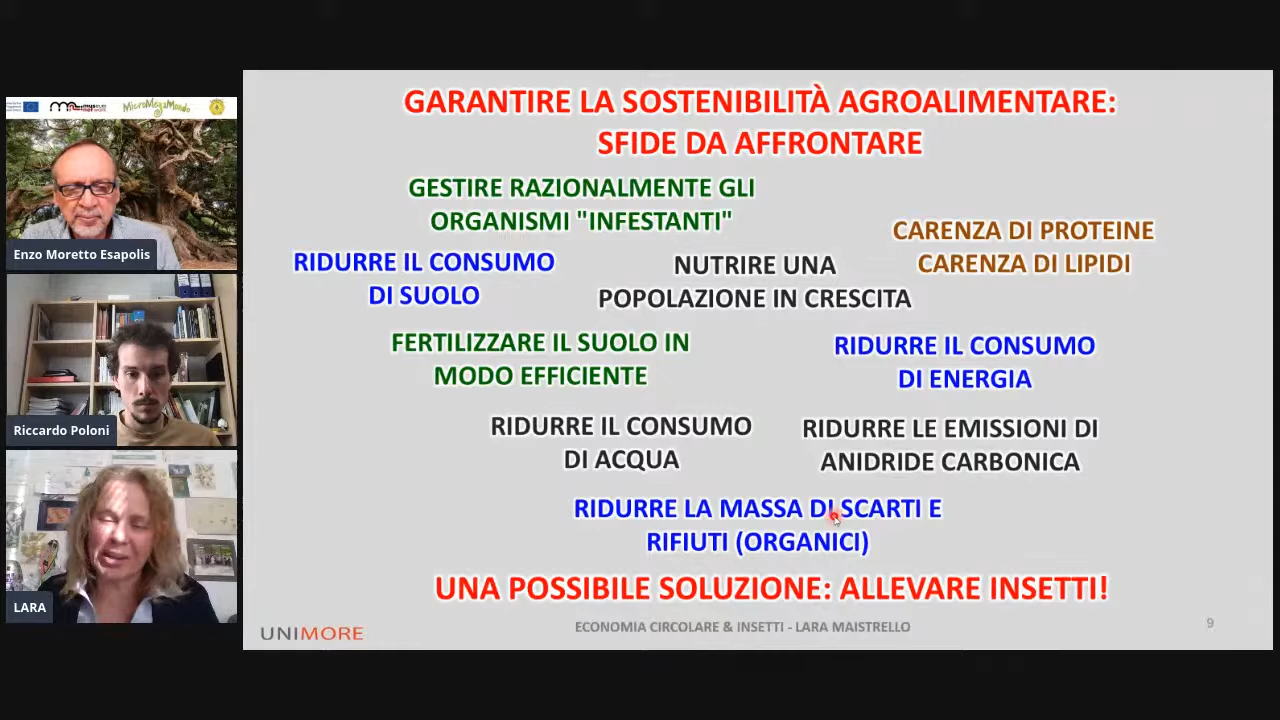 MicroMegaMondo
Enzo Moretto Esapolis
Riccardo Poloni
LARA
GARANTIRE LA SOSTENIBILITÀ AGROALIMENTARE:
SFIDE DA AFFRONTARE
GESTIRE RAZIONALMENTE GLI
ORGANISMI "INFESTANTI"
CARENZA DI PROTEINE
CARENZA DI LIPIDI
RIDURRE IL CONSUMO
DI SUOLO
NUTRIRE UNA
POPOLAZIONE IN CRESCITA
FERTILIZZARE IL SUOLO IN
MODO EFFICIENTE
RIDURRE IL CONSUMO
DI ENERGIA
RIDURRE IL CONSUMO
DI ACQUA
RIDURRE LE EMISSIONI DI
ANIDRIDE CARBONICA
RIDURRE LA MASSA DI SCARTI E
RIFIUTI (ORGANICI)
UNA POSSIBILE SOLUZIONE: ALLEVARE INSETTI!
UNIMORE
ECONOMIA CIRCOLARE & INSETTI - LARA MAISTRELLO
9